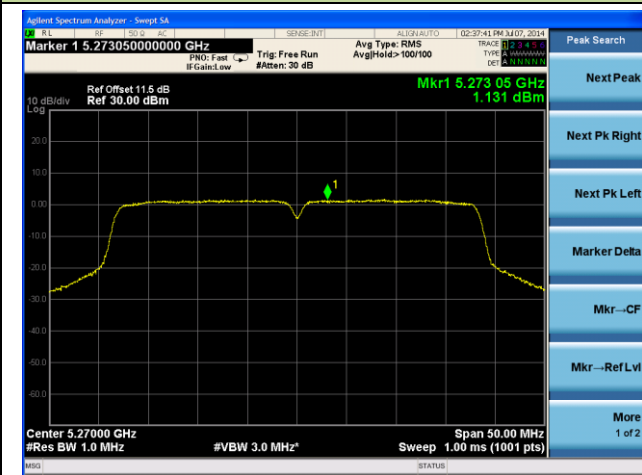 Agilent Spectrum Analyzer - Swept SA
RL RF 50 Ω AC SENSE:INT ALIGNAUTO 02:37:41 PM Jul 07, 2014
Marker 1 5.273050000000 GHz
PNO: Fast
IFGain:Low
Trig: Free Run
#Atten: 30 dB
Avg Type: RMS
Avg|Hold:>100/100
TRACE 1 2 3 4 5 6
TYPE A WWWWW
DET A N N N N N
Peak Search
Next Peak
Next Pk Right
Next Pk Left
Marker Delta
Mkr→CF
Mkr→Ref Lvl
More
1 of 2
Ref Offset 11.5 dB
10 dB/div Ref 30.00 dBm
Log
Mkr1 5.273 05 GHz
1.131 dBm
20.0
10.0
0.00
-10.0
-20.0
-30.0
-40.0
-50.0
-60.0
1
Center 5.27000 GHz Span 50.00 MHz
#Res BW 1.0 MHz #VBW 3.0 MHz* Sweep 1.00 ms (1001 pts)
MSG STATUS